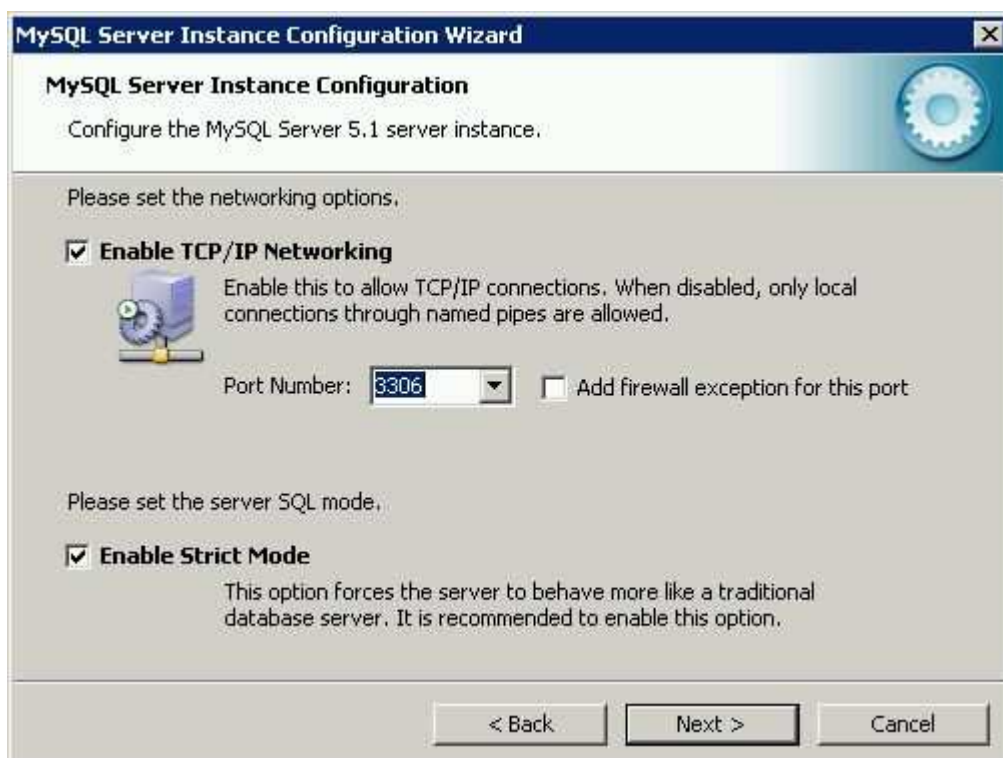 MySQL Server Instance Configuration Wizard
MySQL Server Instance Configuration
Configure the MySQL Server 5.1 server instance.
Please set the networking options.
Enable TCP/IP Networking
Enable this to allow TCP/IP connections. When disabled, only local
connections through named pipes are allowed.
Port Number: 3306 Add firewall exception for this port
Please set the server SQL mode.
Enable Strict Mode
This option forces the server to behave more like a traditional
database server. It is recommended to enable this option.
< Back Next > Cancel